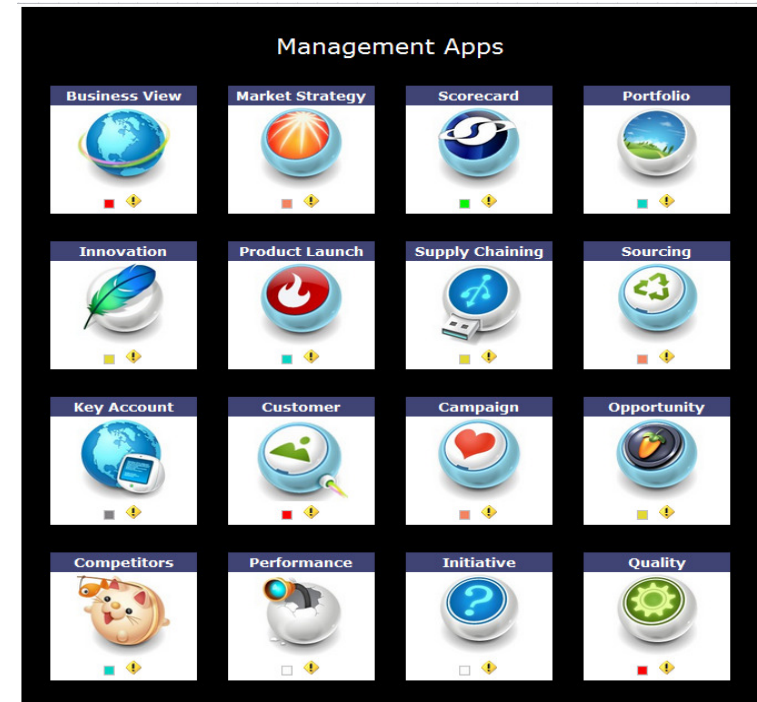 Management Apps
Business View
Market Strategy
Scorecard
Portfolio
Innovation
Product Launch
Supply Chaining
Sourcing
Key Account
Customer
Campaign
Opportunity
Competitors
Performance
Initiative
Quality